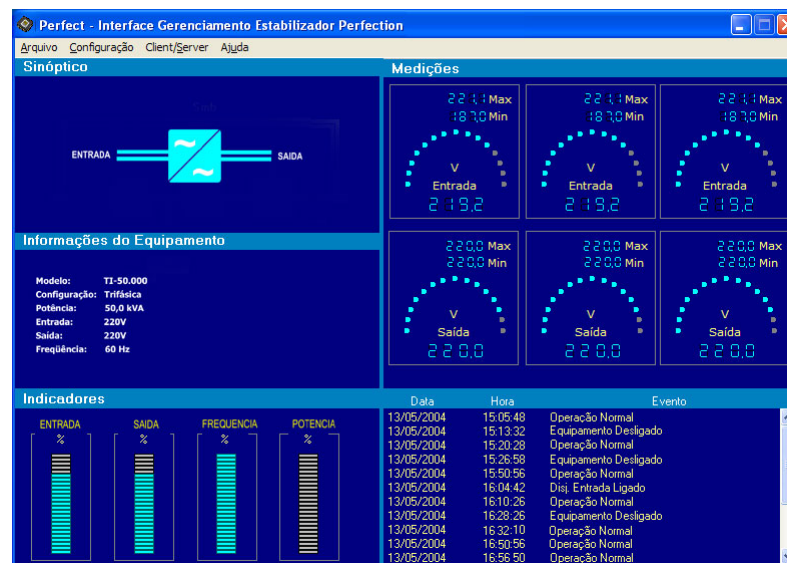 Perfect - Interface Gerenciamento Estabilizador Perfection
Arquivo Configuração Client/Server Ajuda
Sinóptico
ENTRADA
SAIDA
Informações do Equipamento
Modelo: TI-50.000
Configuração: Trifásica
Potência: 50,0 kVA
Entrada: 220V
Saída: 220V
Freqüência: 60 Hz
Indicadores
ENTRADA SAIDA FREQUENCIA POTENCIA
% % % %
Medições
221,1 Max 221,1 Max 221,1 Max
187,0 Min 187,0 Min 187,0 Min
V V V
Entrada Entrada Entrada
219,2 219,2 219,2
220,0 Max 220,0 Max 220,0 Max
220,0 Min 220,0 Min 220,0 Min
V V V
Saída Saída Saída
220,0 220,0 220,0
Data Hora Evento
13/05/2004 15:05:48 Operação Normal
13/05/2004 15:13:32 Equipamento Desligado
13/05/2004 15:20:28 Operação Normal
13/05/2004 15:26:58 Equipamento Desligado
13/05/2004 15:50:56 Operação Normal
13/05/2004 16:04:42 Disj. Entrada Ligado
13/05/2004 16:10:26 Operação Normal
13/05/2004 16:28:26 Equipamento Desligado
13/05/2004 16 32:10 Operação Normal
13/05/2004 16:50:56 Operação Normal
13/05/2004 16:56 50 Operação Normal